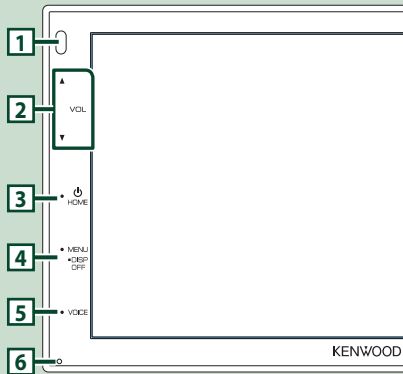 1
▲
2
VOL
▼
3
• ⏻
HOME
4
• MENU
•DISP
OFF
5
• VOICE
KENWOOD
6